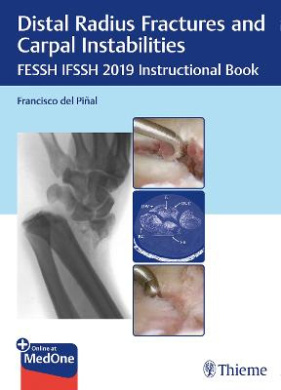 Distal Radius Fractures and
Carpal Instabilities
FESSH IFSSH 2019 Instructional Book
Francisco del Piñal
Online at
MedOne
Thieme